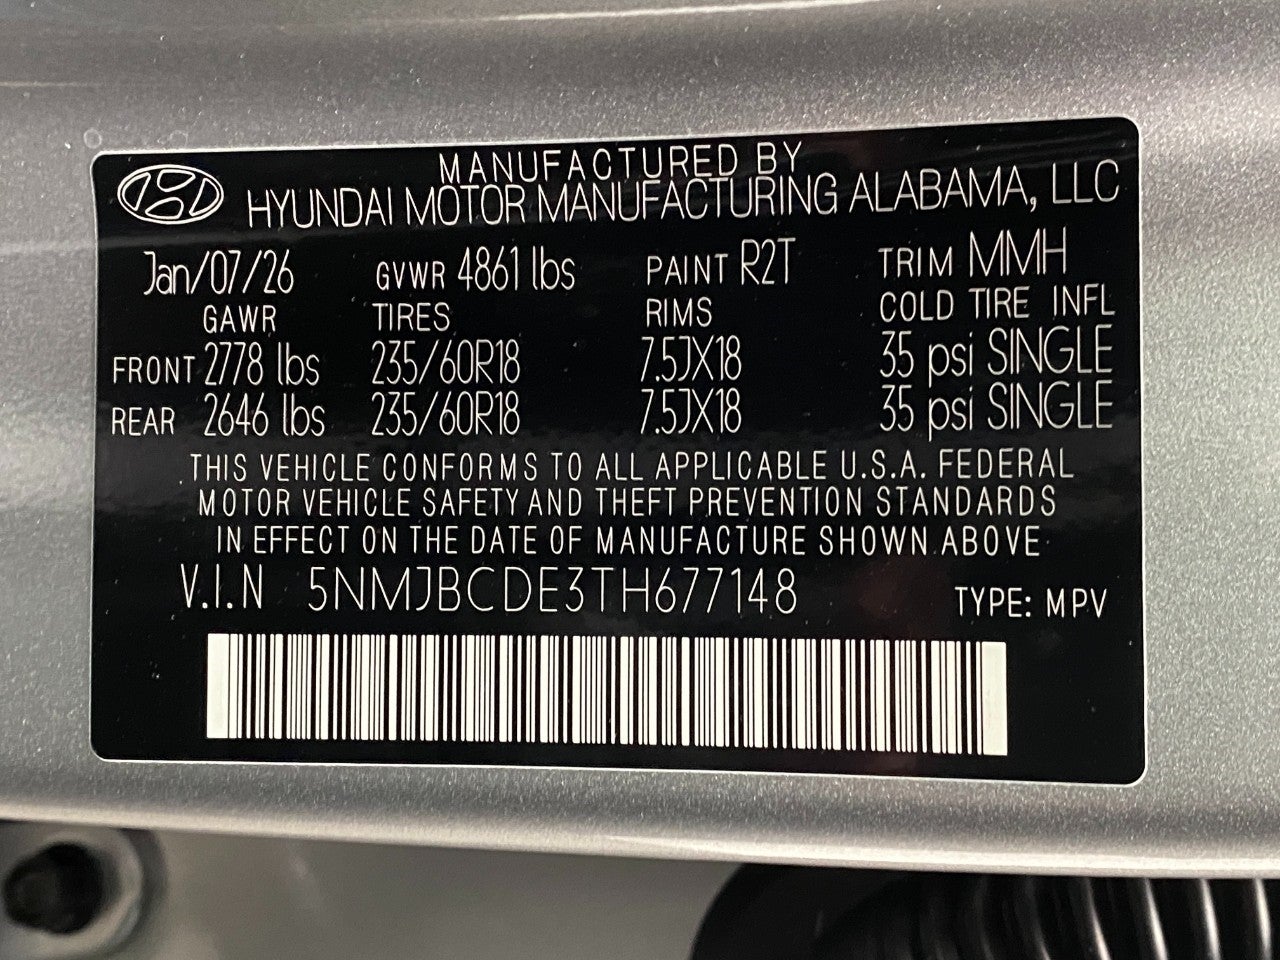 MANUFACTURED BY
HYUNDAI MOTOR MANUFACTURING ALABAMA, LLC
Jan/07/26 GVWR 4861 lbs PAINT R2T TRIM MMH
GAWR TIRES RIMS COLD TIRE INFL
FRONT 2778 lbs 235/60R18 7.5JX18 35 psi SINGLE
REAR 2646 lbs 235/60R18 7.5JX18 35 psi SINGLE
THIS VEHICLE CONFORMS TO ALL APPLICABLE U.S.A. FEDERAL
MOTOR VEHICLE SAFETY AND THEFT PREVENTION STANDARDS
IN EFFECT ON THE DATE OF MANUFACTURE SHOWN ABOVE
V.I.N 5NMJBCDE3TH677148 TYPE: MPV